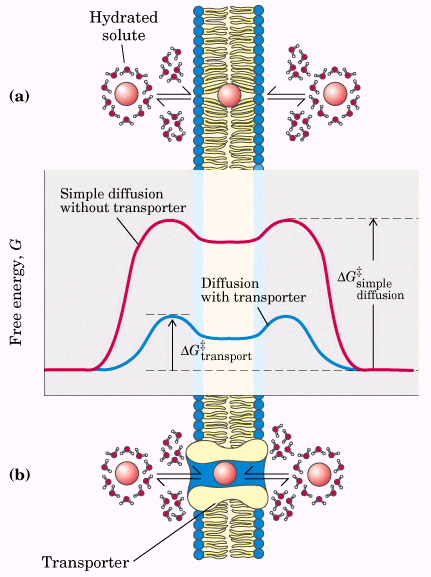 Hydrated
solute
(a)
Simple diffusion
without transporter
Free energy, G
ΔG‡simple
diffusion
Diffusion
with transporter
ΔG‡transport
(b)
Transporter